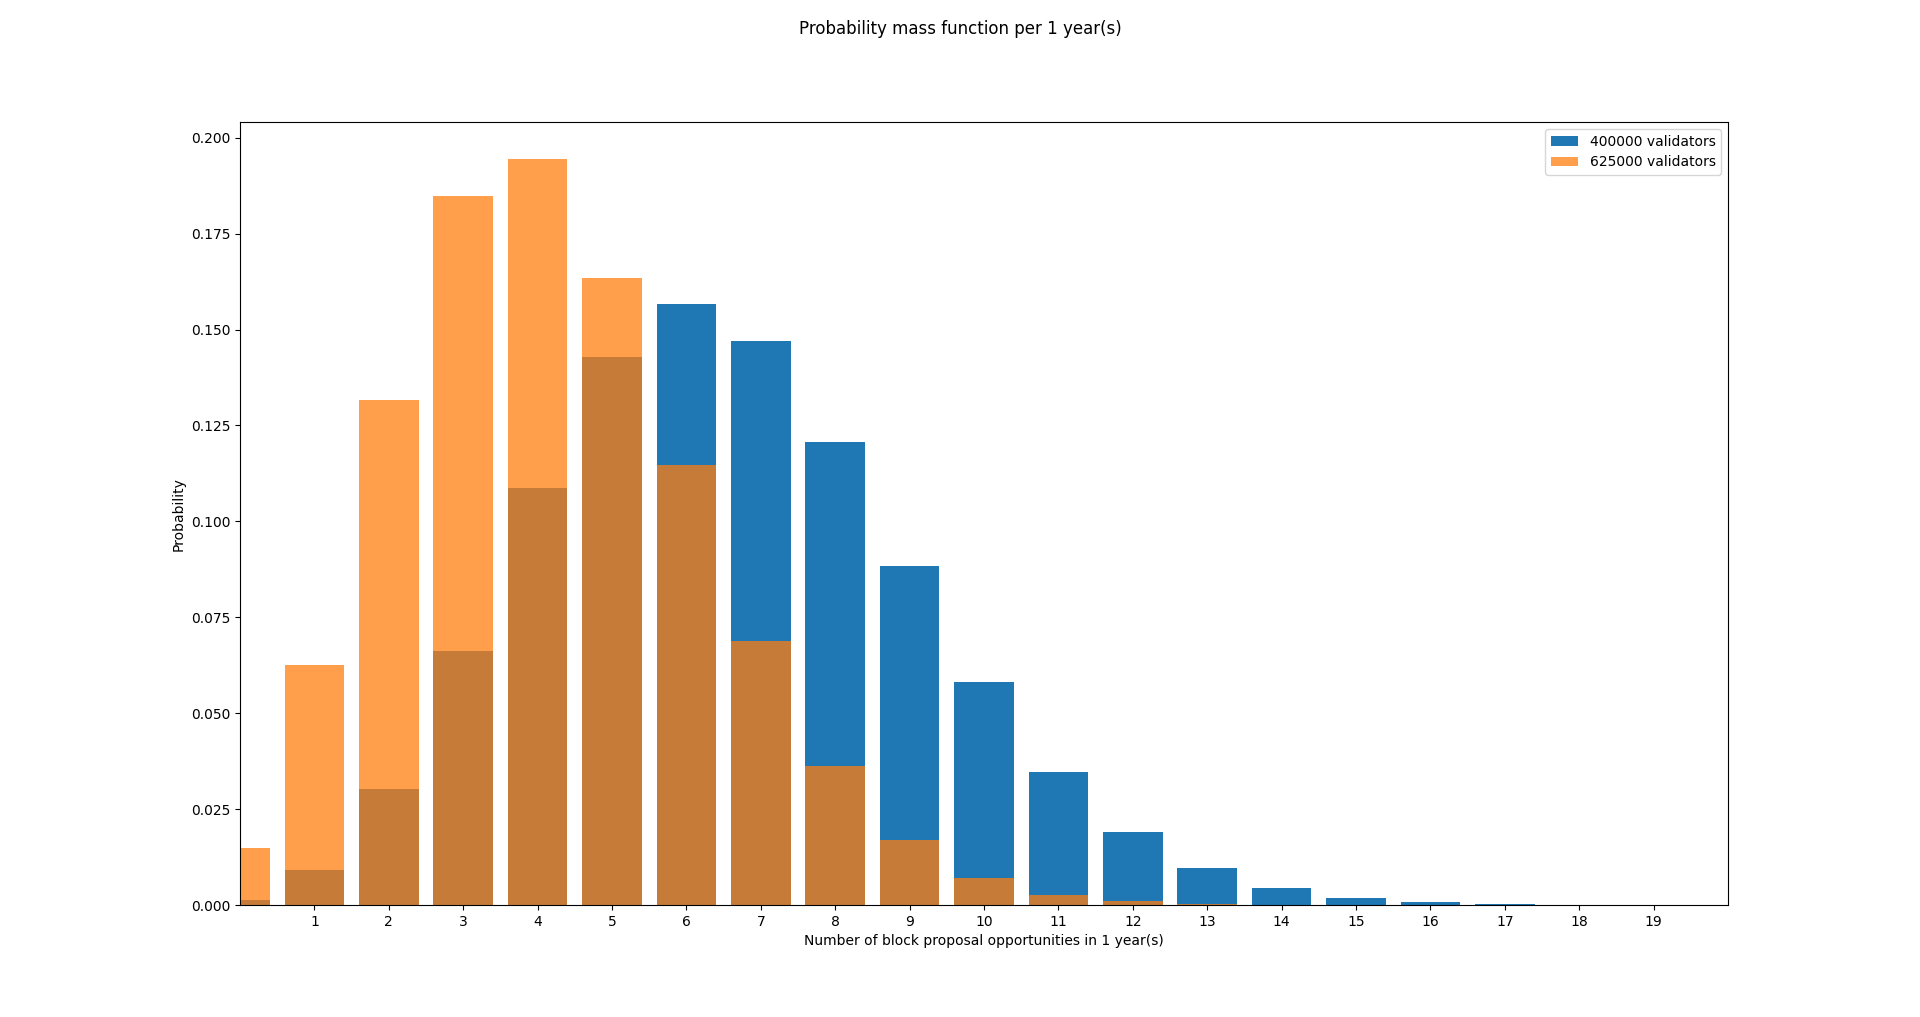 Probability mass function per 1 year(s)
400000 validators
625000 validators
0.200
0.175
0.150
0.125
0.100
0.075
0.050
0.025
0.000
Probability
1 2 3 4 5 6 7 8 9 10 11 12 13 14 15 16 17 18 19
Number of block proposal opportunities in 1 year(s)